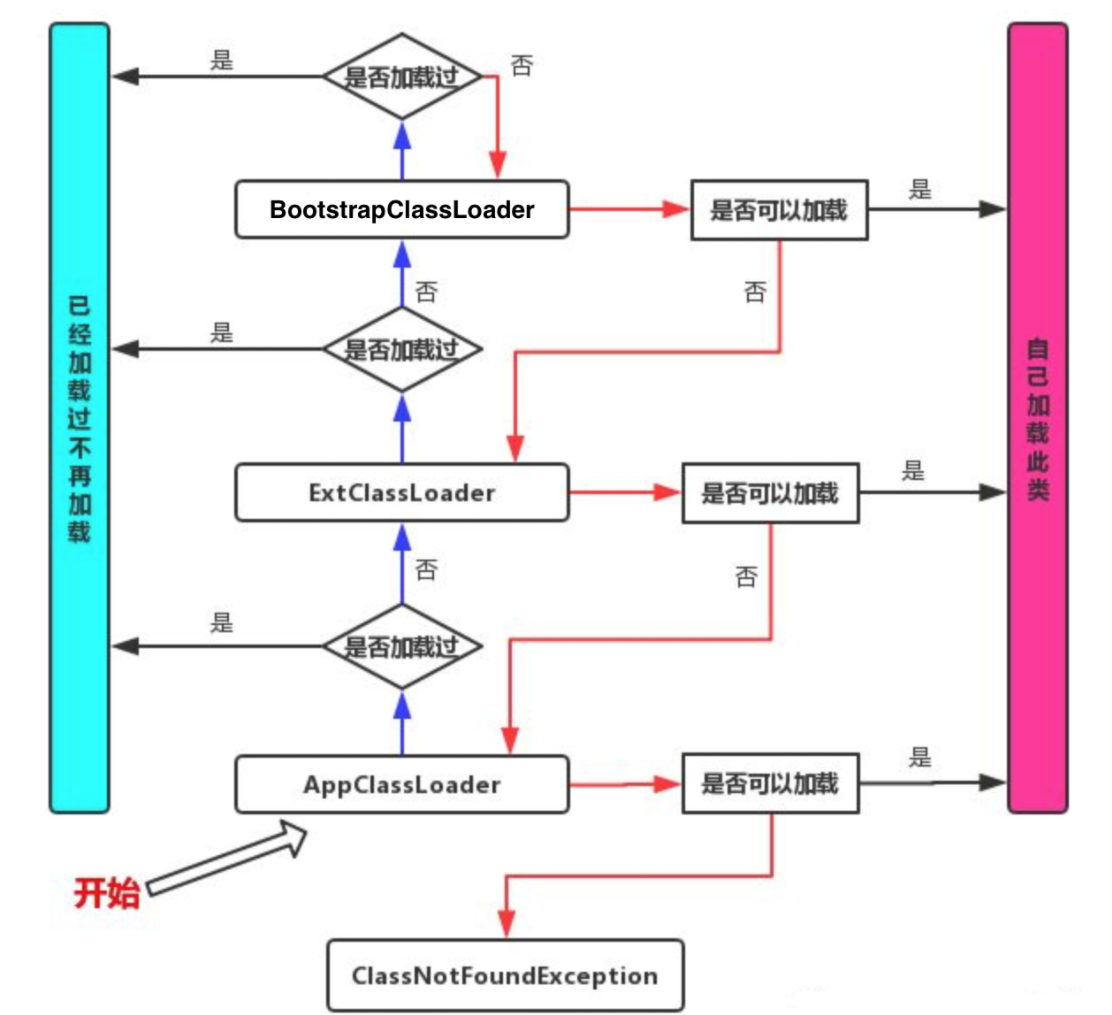 是
是否加载过
否
BootstrapClassLoader
是否可以加载
是
否
否
是
是否加载过
已经加载过不再加载
自己加载此类
ExtClassLoader
是否可以加载
是
否
否
是
是否加载过
AppClassLoader
是否可以加载
是
开始
ClassNotFoundException